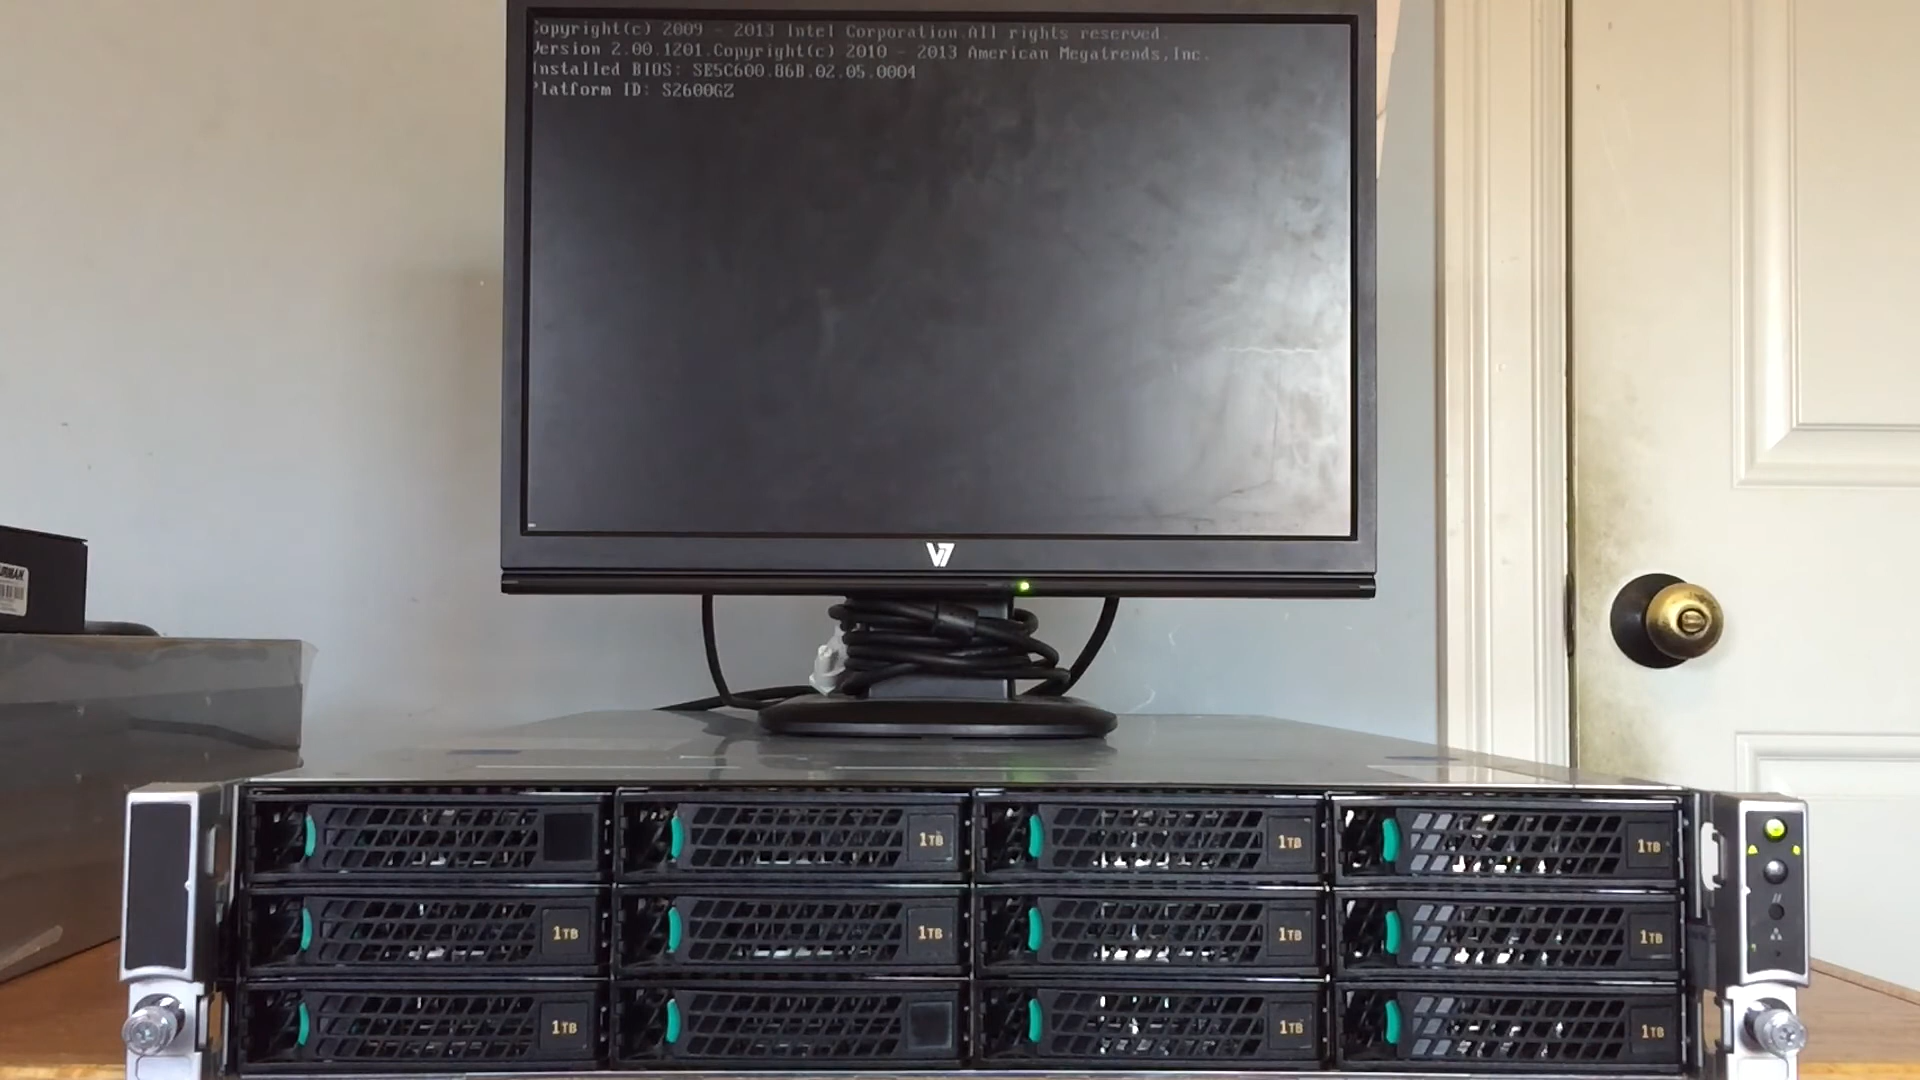 Copyright(c) 2009 - 2013 Intel Corporation.All rights reserved.
Version 2.00.1201.Copyright(c) 2010 - 2013 American Megatrends,Inc.
Installed BIOS: SE5C600.86B.02.05.0004
Platform ID: S2600GZ
V7
1TB
1TB
1TB
1TB
1TB
1TB
1TB
1TB
1TB
1TB